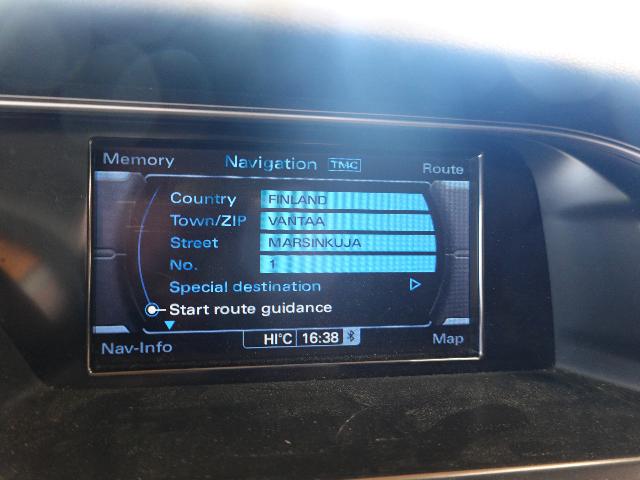 Memory Navigation TMC Route
Country FINLAND
Town/ZIP VANTAA
Street MARSINKUJA
No. 1
Special destination
Start route guidance
Nav-Info HI°C 16:38 Map